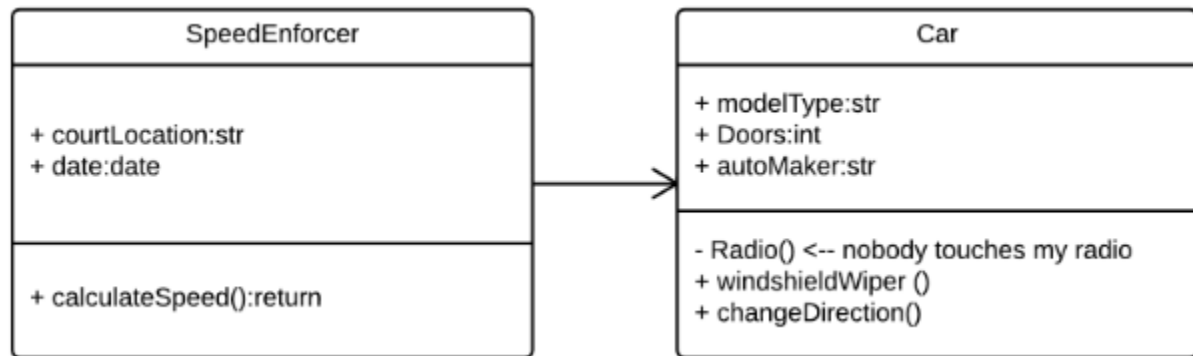 SpeedEnforcer
+ courtLocation:str
+ date:date
+ calculateSpeed():return
Car
+ modelType:str
+ Doors:int
+ autoMaker:str
- Radio() <-- nobody touches my radio
+ windshieldWiper ()
+ changeDirection()